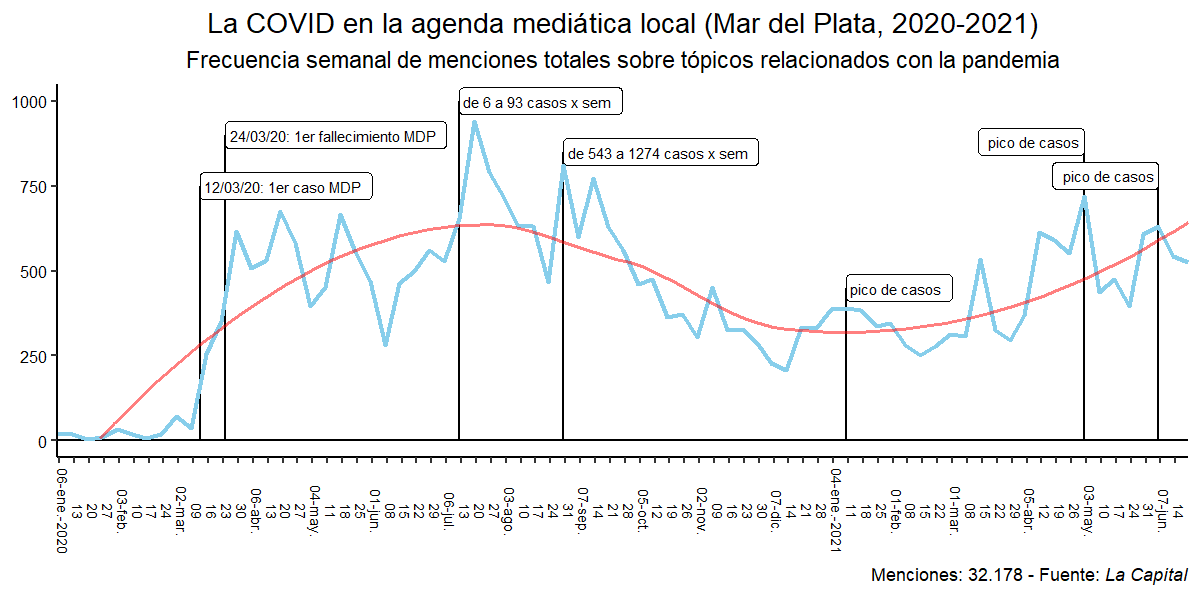 La COVID en la agenda mediática local (Mar del Plata, 2020-2021)
Frecuencia semanal de menciones totales sobre tópicos relacionados con la pandemia
1000
750
500
250
0
de 6 a 93 casos x sem
24/03/20: 1er fallecimiento MDP
12/03/20: 1er caso MDP
de 543 a 1274 casos x sem
pico de casos
pico de casos
pico de casos
06-ene.-2020
13
20
27
03-feb.
10
17
24
02-mar.
09
16
23
30
06-abr.
13
20
27
04-may.
11
18
25
01-jun.
08
15
22
29
06-jul.
13
20
27
03-ago.
10
17
24
31
07-sep.
14
21
28
05-oct.
12
19
26
02-nov.
09
16
23
30
07-dic.
14
21
28
04-ene.-2021
11
18
25
01-feb.
08
15
22
01-mar.
08
15
22
29
05-abr.
12
19
26
03-may.
10
17
24
31
07-jun.
14
Menciones: 32.178 - Fuente: La Capital